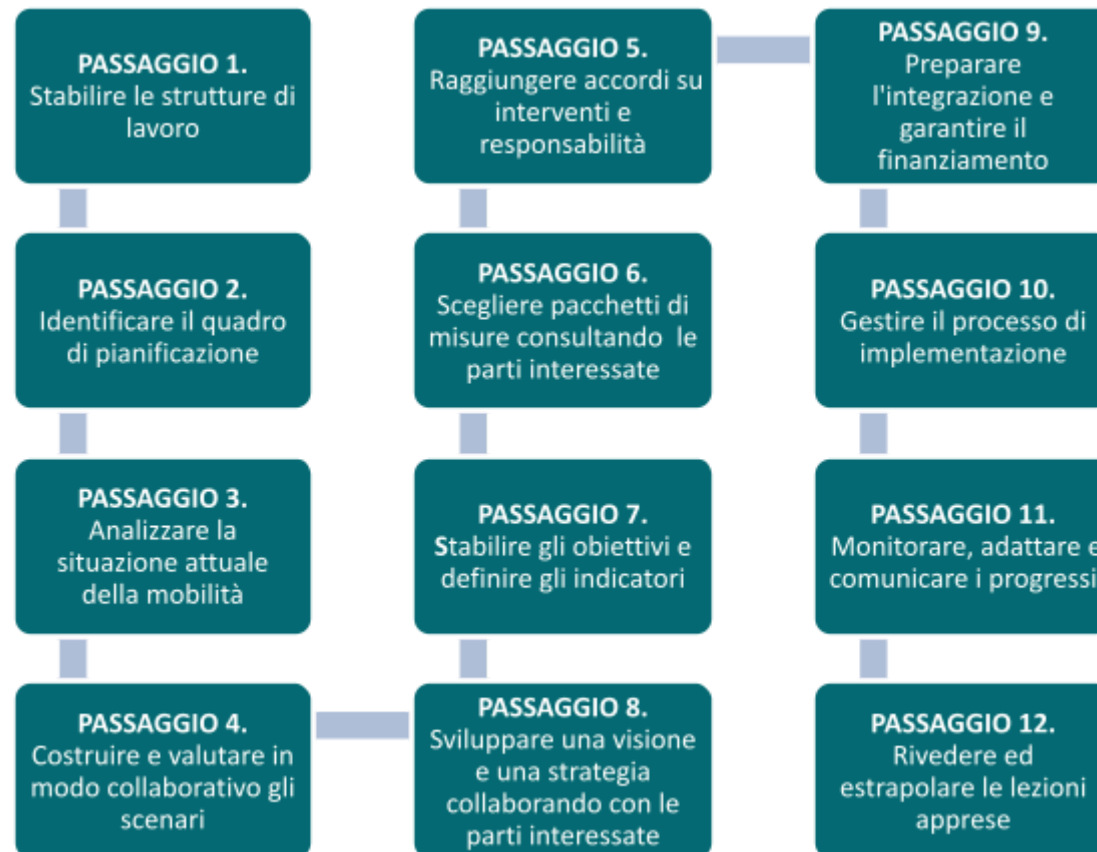 PASSAGGIO 1.
Stabilire le strutture di
lavoro
PASSAGGIO 2.
Identificare il quadro
di pianificazione
PASSAGGIO 3.
Analizzare la
situazione attuale
della mobilità
PASSAGGIO 4.
Costruire e valutare in
modo collaborativo gli
scenari
PASSAGGIO 5.
Raggiungere accordi su
interventi e
responsabilità
PASSAGGIO 6.
Scegliere pacchetti di
misure consultando le
parti interessate
PASSAGGIO 7.
Stabilire gli obiettivi e
definire gli indicatori
PASSAGGIO 8.
Sviluppare una visione
e una strategia
collaborando con le
parti interessate
PASSAGGIO 9.
Preparare
l'integrazione e
garantire il
finanziamento
PASSAGGIO 10.
Gestire il processo di
implementazione
PASSAGGIO 11.
Monitorare, adattare e
comunicare i progressi
PASSAGGIO 12.
Rivedere ed
estrapolare le lezioni
apprese